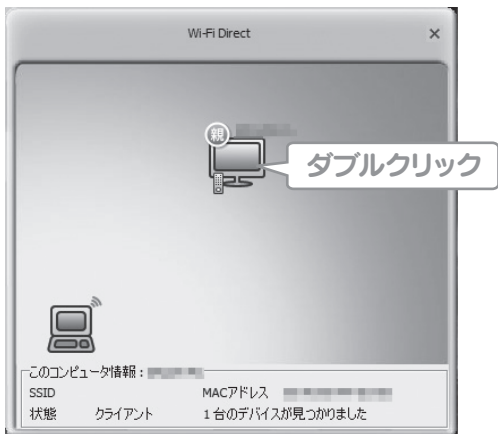 Wi-Fi Direct
親
ダブルクリック
このコンピュータ情報：
SSID
MACアドレス
状態 クライアント 1台のデバイスが見つかりました